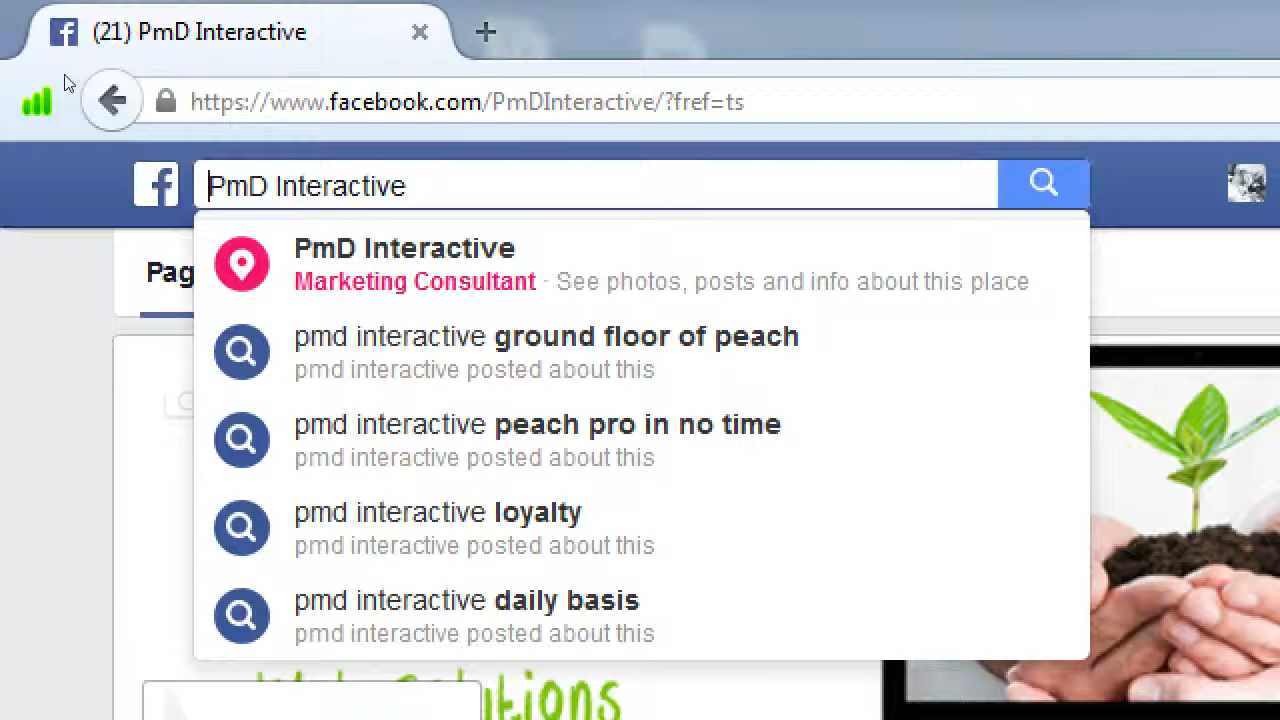 (21) PmD Interactive
https://www.facebook.com/PmDInteractive/?fref=ts
PmD Interactive
PmD Interactive
Marketing Consultant · See photos, posts and info about this place
pmd interactive ground floor of peach
pmd interactive posted about this
pmd interactive peach pro in no time
pmd interactive posted about this
pmd interactive loyalty
pmd interactive posted about this
pmd interactive daily basis
pmd interactive posted about this